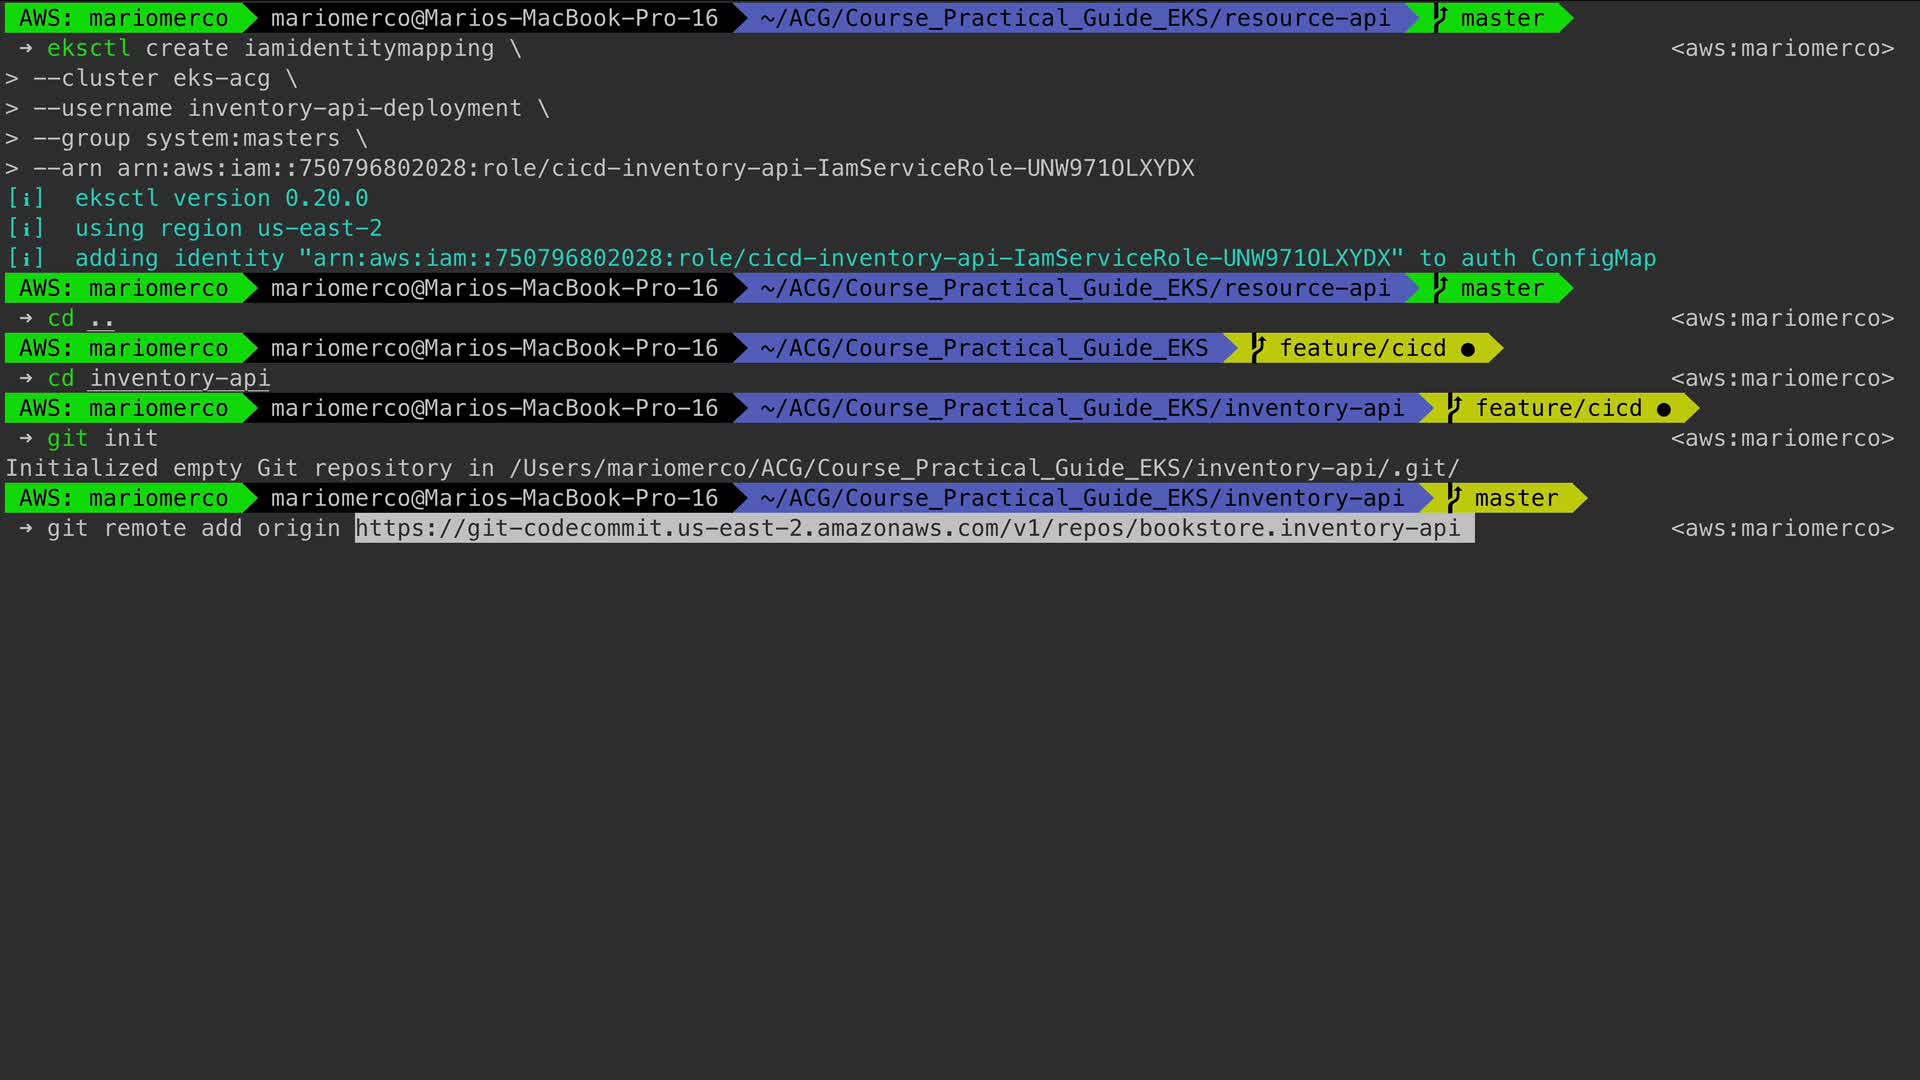 AWS: mariomerco mariomerco@Marios-MacBook-Pro-16 ~/ACG/Course_Practical_Guide_EKS/resource-api master
➜ eksctl create iamidentitymapping \ <aws:mariomerco>
> --cluster eks-acg \
> --username inventory-api-deployment \
> --group system:masters \
> --arn arn:aws:iam::750796802028:role/cicd-inventory-api-IamServiceRole-UNW971OLXYDX
[ℹ]  eksctl version 0.20.0
[ℹ]  using region us-east-2
[ℹ]  adding identity "arn:aws:iam::750796802028:role/cicd-inventory-api-IamServiceRole-UNW971OLXYDX" to auth ConfigMap
AWS: mariomerco mariomerco@Marios-MacBook-Pro-16 ~/ACG/Course_Practical_Guide_EKS/resource-api master
➜ cd .. <aws:mariomerco>
AWS: mariomerco mariomerco@Marios-MacBook-Pro-16 ~/ACG/Course_Practical_Guide_EKS feature/cicd ●
➜ cd inventory-api <aws:mariomerco>
AWS: mariomerco mariomerco@Marios-MacBook-Pro-16 ~/ACG/Course_Practical_Guide_EKS/inventory-api feature/cicd ●
➜ git init <aws:mariomerco>
Initialized empty Git repository in /Users/mariomerco/ACG/Course_Practical_Guide_EKS/inventory-api/.git/
AWS: mariomerco mariomerco@Marios-MacBook-Pro-16 ~/ACG/Course_Practical_Guide_EKS/inventory-api master
➜ git remote add origin https://git-codecommit.us-east-2.amazonaws.com/v1/repos/bookstore.inventory-api <aws:mariomerco>